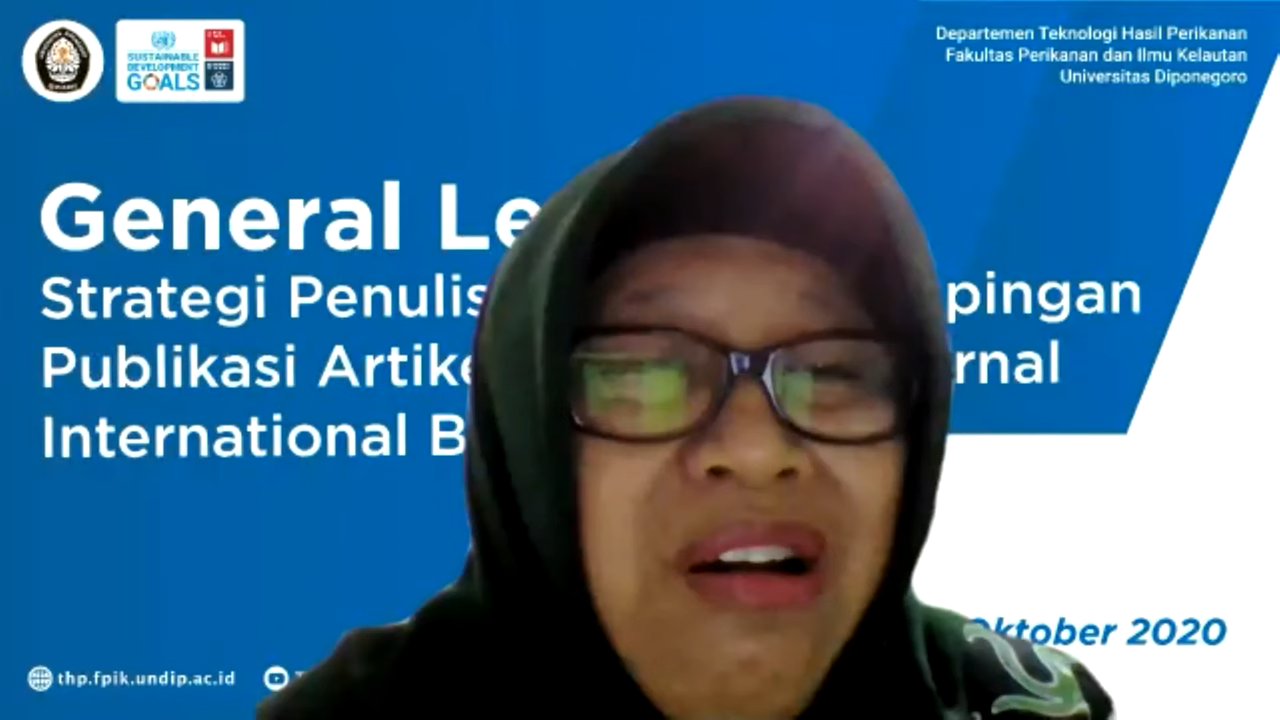 SUSTAINABLE
DEVELOPMENT
GOALS
Departemen Teknologi Hasil Perikanan
Fakultas Perikanan dan Ilmu Kelautan
Universitas Diponegoro
General Le
Strategi Penulis pingan
Publikasi Artike rnal
International B
Oktober 2020
thp.fpik.undip.ac.id